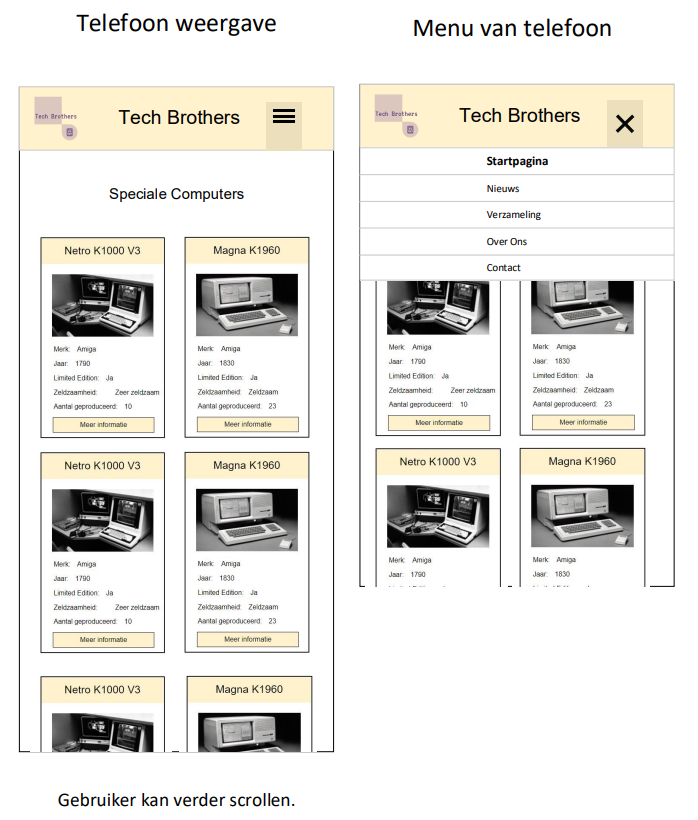 Telefoon weergave
Menu van telefoon
Tech Brothers
Tech Brothers
Speciale Computers
Netro K1000 V3
Magna K1960
Merk: Amiga
Jaar: 1790
Limited Edition: Ja
Zeldzaamheid: Zeer zeldzaam
Aantal geproduceerd: 10
Meer informatie
Merk: Amiga
Jaar: 1830
Limited Edition: Ja
Zeldzaamheid: Zeldzaam
Aantal geproduceerd: 23
Meer informatie
Netro K1000 V3
Magna K1960
Merk: Amiga
Jaar: 1790
Limited Edition: Ja
Zeldzaamheid: Zeer zeldzaam
Aantal geproduceerd: 10
Meer informatie
Merk: Amiga
Jaar: 1830
Limited Edition: Ja
Zeldzaamheid: Zeldzaam
Aantal geproduceerd: 23
Meer informatie
Netro K1000 V3
Magna K1960
Gebruiker kan verder scrollen.
Tech Brothers
Tech Brothers
Startpagina
Nieuws
Verzameling
Over Ons
Contact
Merk: Amiga
Jaar: 1790
Limited Edition: Ja
Zeldzaamheid: Zeer zeldzaam
Aantal geproduceerd: 10
Meer informatie
Merk: Amiga
Jaar: 1830
Limited Edition: Ja
Zeldzaamheid: Zeldzaam
Aantal geproduceerd: 23
Meer informatie
Netro K1000 V3
Magna K1960
Merk: Amiga
Jaar: 1790
Merk: Amiga
Jaar: 1830